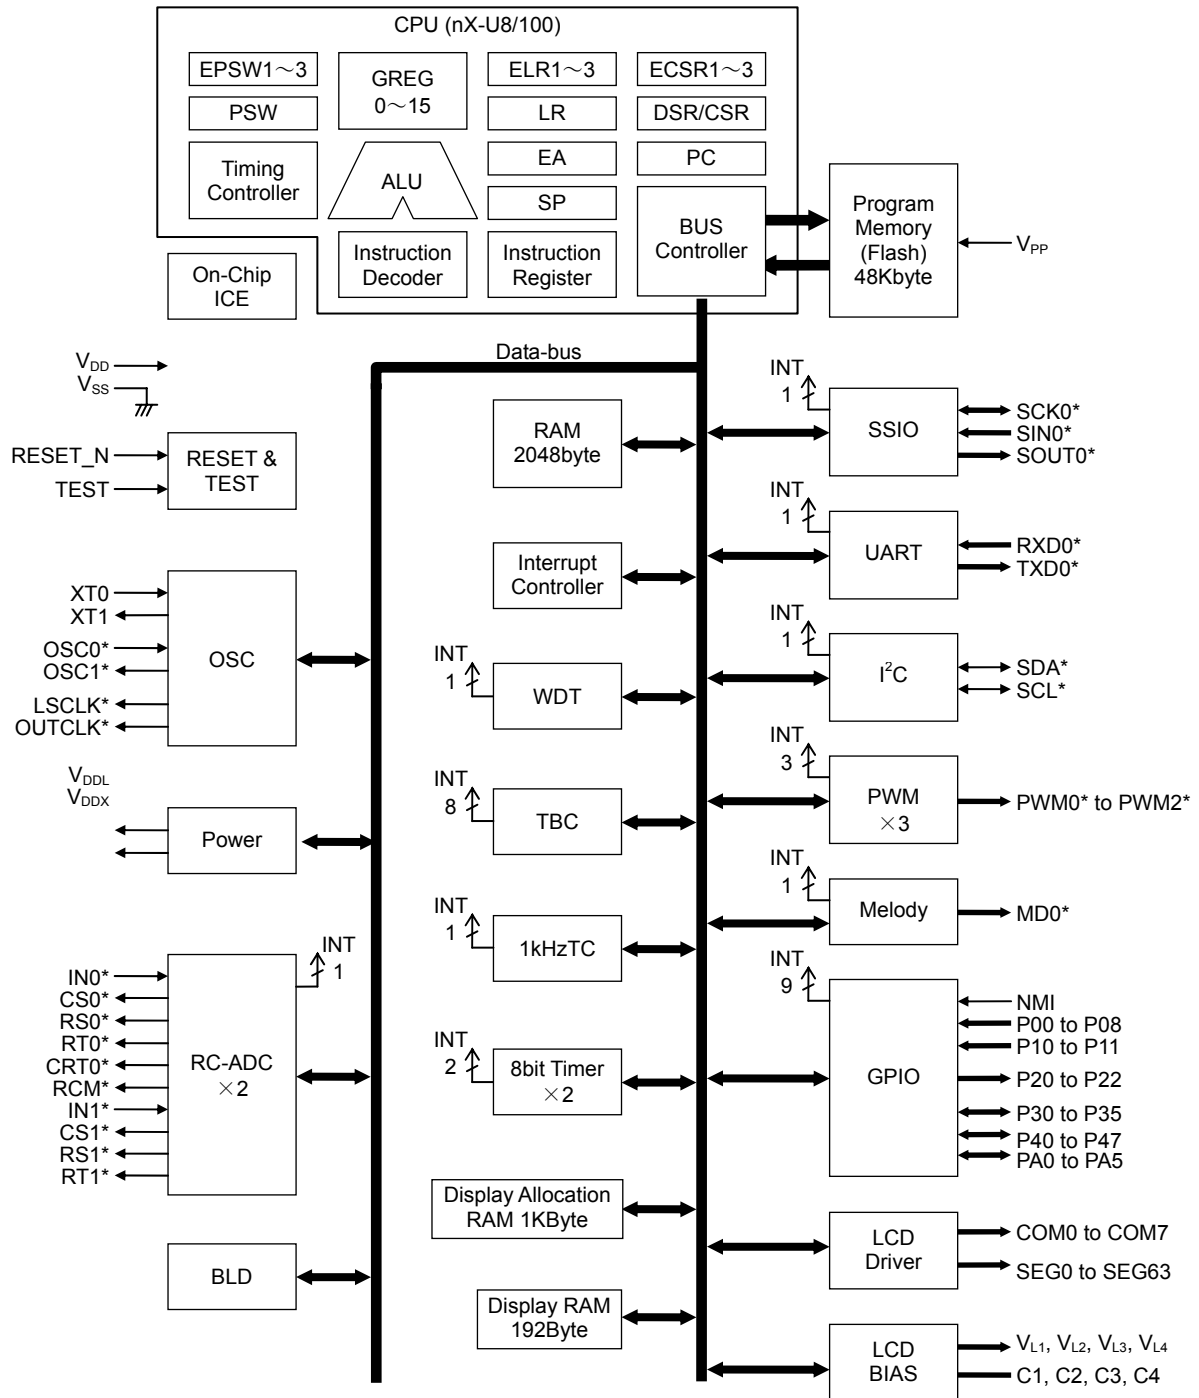 CPU (nX-U8/100)
EPSW1～3
GREG
0～15
ELR1～3
ECSR1～3
PSW
LR
DSR/CSR
Timing
Controller
ALU
EA
PC
SP
BUS
Controller
Instruction
Decoder
Instruction
Register
Program
Memory
(Flash)
48Kbyte
VPP
On-Chip
ICE
Data-bus
VDD
VSS
RESET_N
TEST
RESET &
TEST
XT0
XT1
OSC0*
OSC1*
LSCLK*
OUTCLK*
OSC
VDDL
VDDX
Power
IN0*
CS0*
RS0*
RT0*
CRT0*
RCM*
IN1*
CS1*
RS1*
RT1*
INT
1
RC-ADC
×2
BLD
RAM
2048byte
Interrupt
Controller
INT
1
WDT
INT
8
TBC
INT
1
1kHzTC
INT
2
8bit Timer
×2
Display Allocation
RAM 1KByte
Display RAM
192Byte
INT
1
SSIO
SCK0*
SIN0*
SOUT0*
INT
1
UART
RXD0*
TXD0*
INT
1
I²C
SDA*
SCL*
INT
3
PWM
×3
PWM0* to PWM2*
INT
1
Melody
MD0*
INT
9
GPIO
NMI
P00 to P08
P10 to P11
P20 to P22
P30 to P35
P40 to P47
PA0 to PA5
LCD
Driver
COM0 to COM7
SEG0 to SEG63
LCD
BIAS
VL1, VL2, VL3, VL4
C1, C2, C3, C4